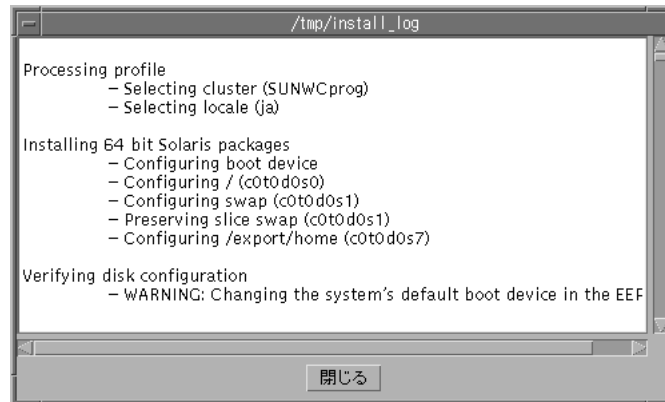 /tmp/install_log
Processing profile
– Selecting cluster (SUNWCprog)
– Selecting locale (ja)
Installing 64 bit Solaris packages
– Configuring boot device
– Configuring / (c0t0d0s0)
– Configuring swap (c0t0d0s1)
– Preserving slice swap (c0t0d0s1)
– Configuring /export/home (c0t0d0s7)
Verifying disk configuration
– WARNING: Changing the system's default boot device in the EEP
閉じる